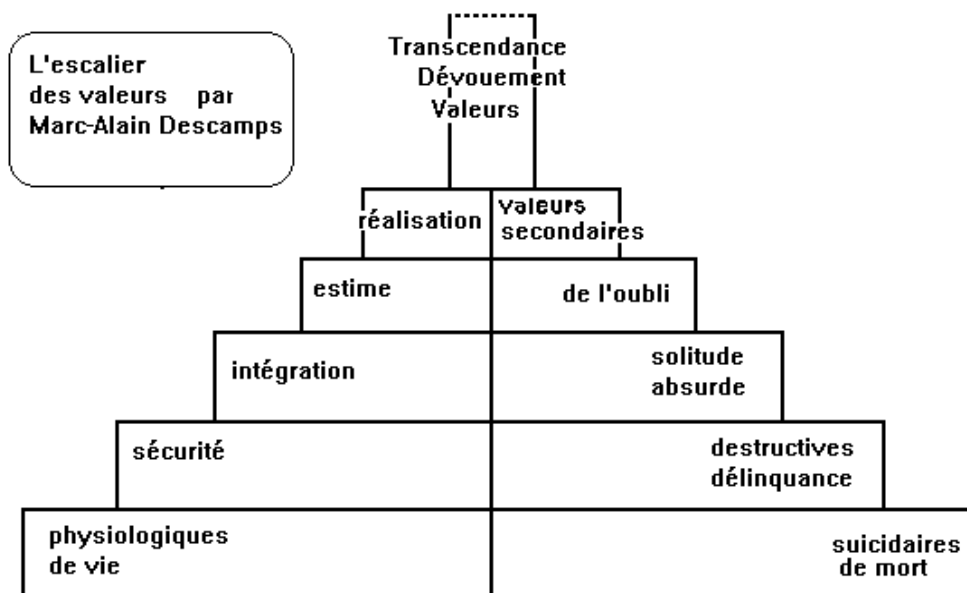 L'escalier
des valeurs par
Marc-Alain Descamps
Transcendance
Dévouement
Valeurs
réalisation
valeurs
secondaires
estime
de l'oubli
intégration
solitude
absurde
sécurité
destructives
délinquance
physiologiques
de vie
suicidaires
de mort